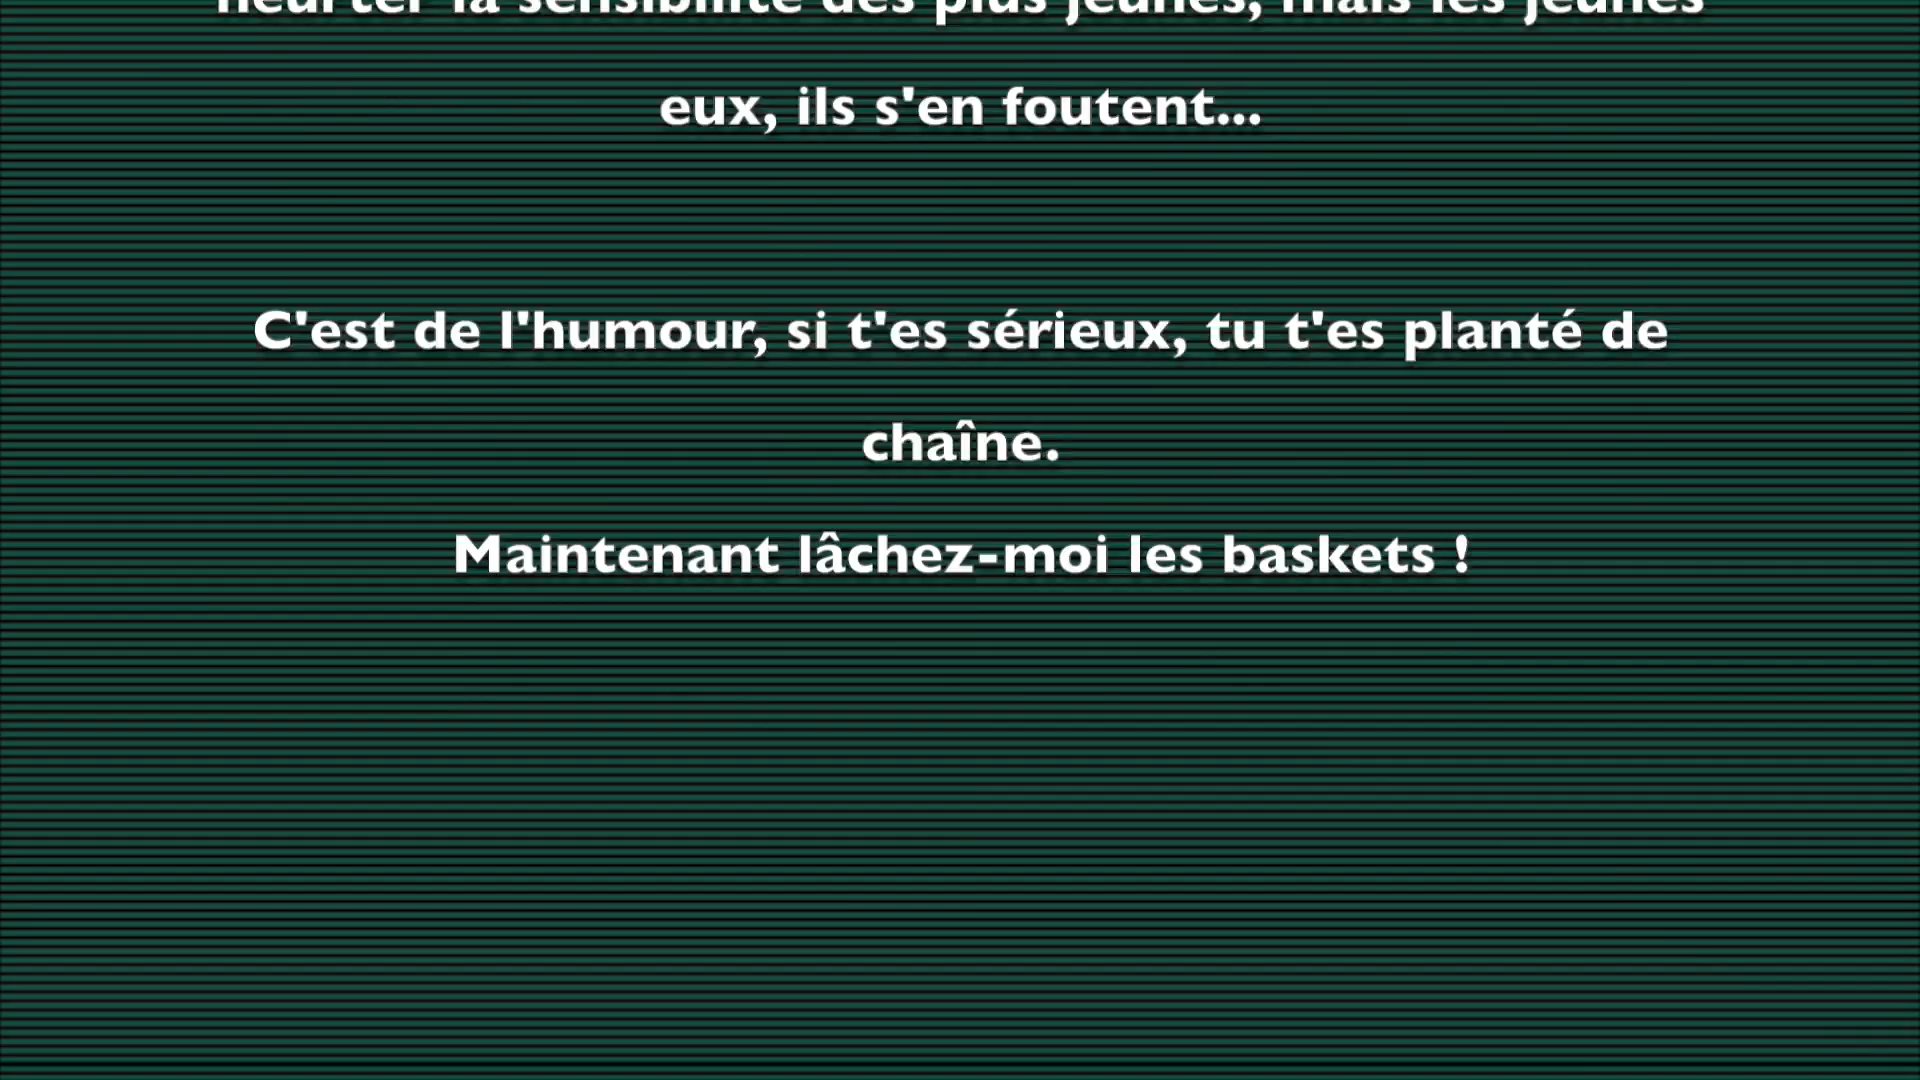 heurter la sensibilité des plus jeunes, mais les jeunes
eux, ils s'en foutent...
C'est de l'humour, si t'es sérieux, tu t'es planté de
chaîne.
Maintenant lâchez-moi les baskets !